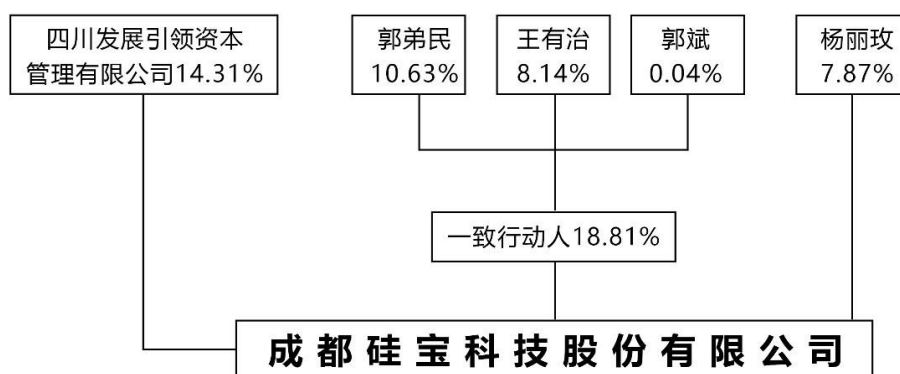 四川发展引领资本
管理有限公司14.31%
郭弟民
10.63%
王有治
8.14%
郭斌
0.04%
杨丽玫
7.87%
一致行动人18.81%
成都硅宝科技股份有限公司